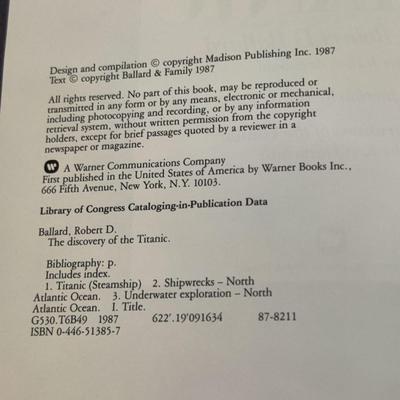 Design and compilation © copyright Madison Publishing Inc. 1987
Text © copyright Ballard & Family 1987
All rights reserved. No part of this book, may be reproduced or
transmitted in any form or by any means, electronic or mechanical,
including photocopying and recording, or by any information
retrieval system, without written permission from the copyright
holders, except for brief passages quoted by a reviewer in a
newspaper or magazine.
A Warner Communications Company
First published in the United States of America by Warner Books Inc.,
666 Fifth Avenue, New York, N.Y. 10103.
Library of Congress Cataloging-in-Publication Data
Ballard, Robert D.
The discovery of the Titanic.
Bibliography: p.
Includes index.
1. Titanic (Steamship) 2. Shipwrecks – North
Atlantic Ocean. 3. Underwater exploration – North
Atlantic Ocean. I. Title.
G530.T6B49 1987 622'.19'091634 87-8211
ISBN 0-446-51385-7